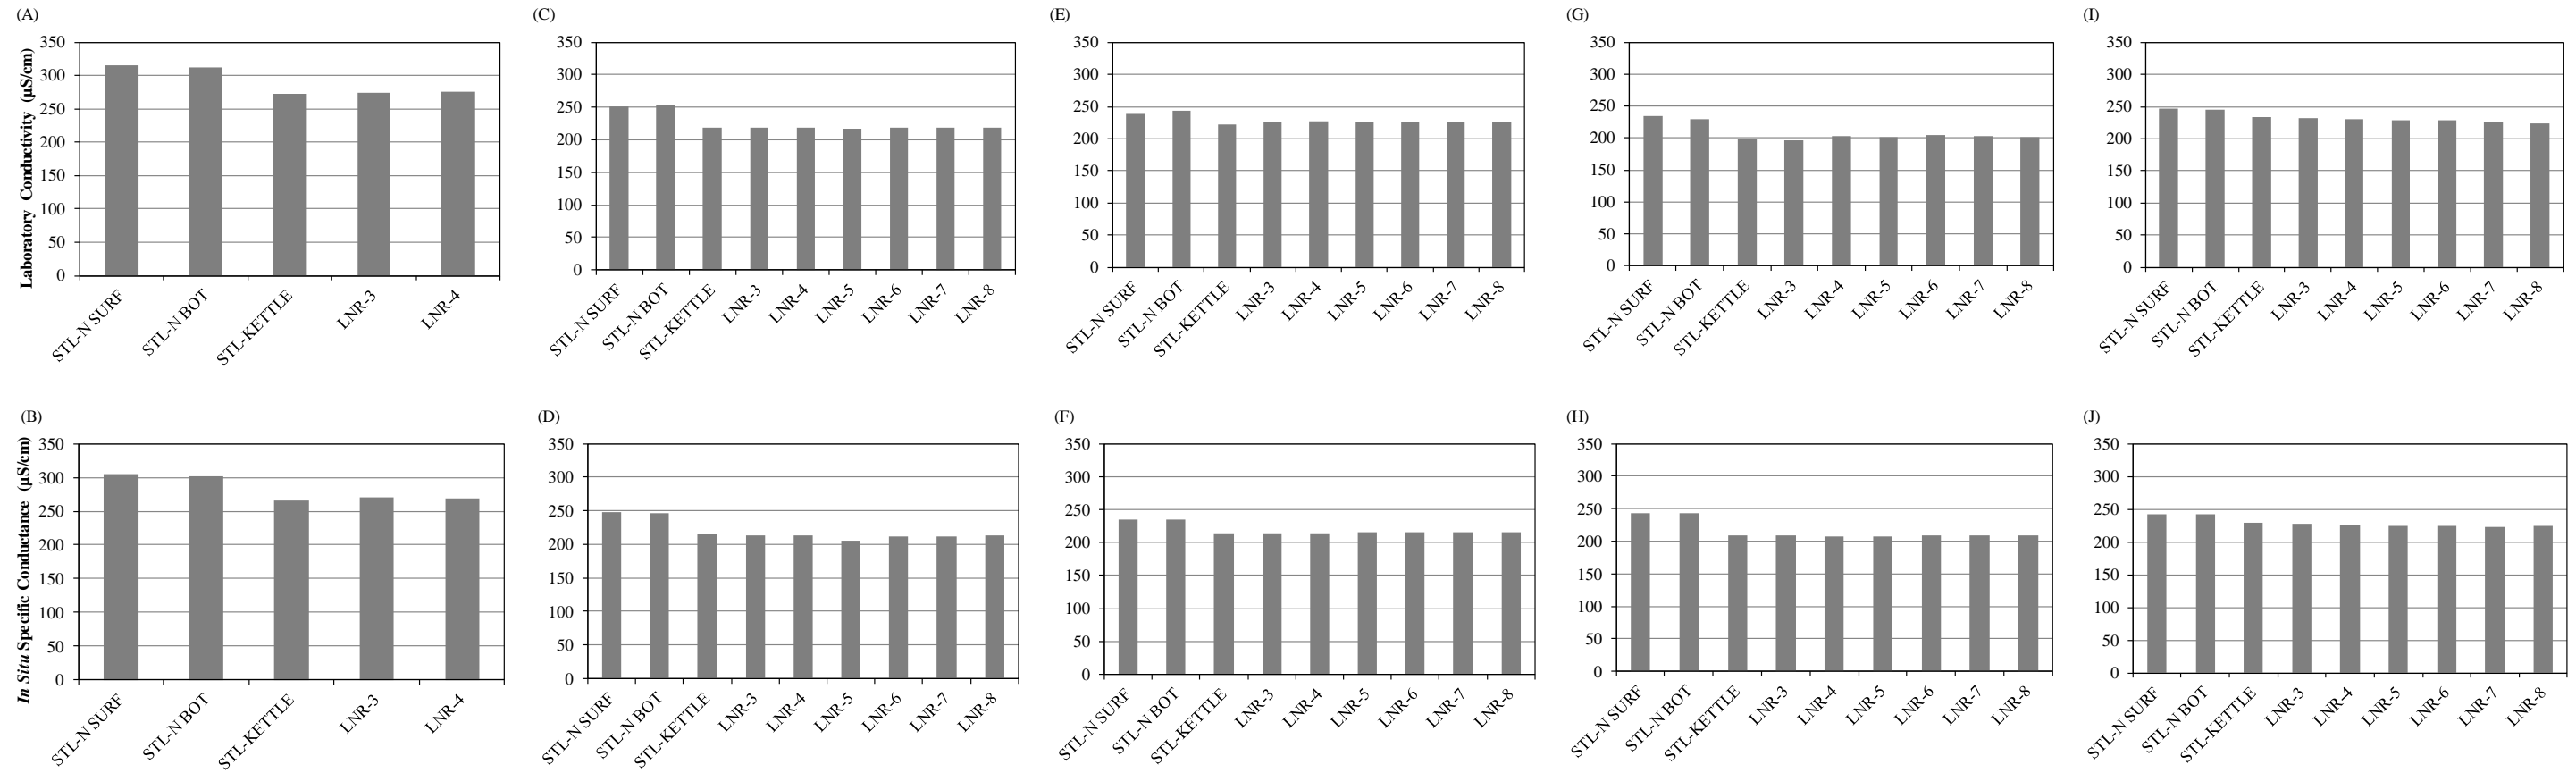 (A)
Laboratory Conductivity (µS/cm)
350
300
250
200
150
100
50
0
STL-N SURF
STL-N BOT
STL-KETTLE
LNR-3
LNR-4
(C)
350
300
250
200
150
100
50
0
STL-N SURF
STL-N BOT
STL-KETTLE
LNR-3
LNR-4
LNR-5
LNR-6
LNR-7
LNR-8
(E)
350
300
250
200
150
100
50
0
STL-N SURF
STL-N BOT
STL-KETTLE
LNR-3
LNR-4
LNR-5
LNR-6
LNR-7
LNR-8
(G)
350
300
250
200
150
100
50
0
STL-N SURF
STL-N BOT
STL-KETTLE
LNR-3
LNR-4
LNR-5
LNR-6
LNR-7
LNR-8
(I)
350
300
250
200
150
100
50
0
STL-N SURF
STL-N BOT
STL-KETTLE
LNR-3
LNR-4
LNR-5
LNR-6
LNR-7
LNR-8
(B)
In Situ Specific Conductance (µS/cm)
350
300
250
200
150
100
50
0
STL-N SURF
STL-N BOT
STL-KETTLE
LNR-3
LNR-4
(D)
350
300
250
200
150
100
50
0
STL-N SURF
STL-N BOT
STL-KETTLE
LNR-3
LNR-4
LNR-5
LNR-6
LNR-7
LNR-8
(F)
350
300
250
200
150
100
50
0
STL-N SURF
STL-N BOT
STL-KETTLE
LNR-3
LNR-4
LNR-5
LNR-6
LNR-7
LNR-8
(H)
350
300
250
200
150
100
50
0
STL-N SURF
STL-N BOT
STL-KETTLE
LNR-3
LNR-4
LNR-5
LNR-6
LNR-7
LNR-8
(J)
350
300
250
200
150
100
50
0
STL-N SURF
STL-N BOT
STL-KETTLE
LNR-3
LNR-4
LNR-5
LNR-6
LNR-7
LNR-8